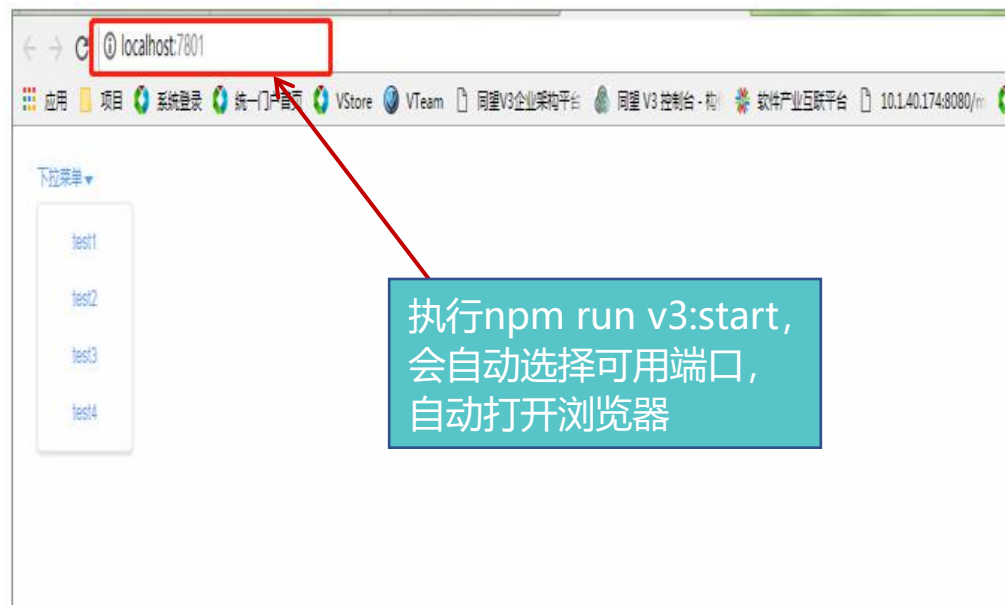 localhost:7801
应用 项目 系统登录 统一门户首页 VStore VTeam 同望V3企业架构平台 同望 V3 控制台 - 构 软件产业互联平台 10.1.40.174:8080/m
下拉菜单▼
test1
test2
test3
test4
执行npm run v3:start，
会自动选择可用端口，
自动打开浏览器